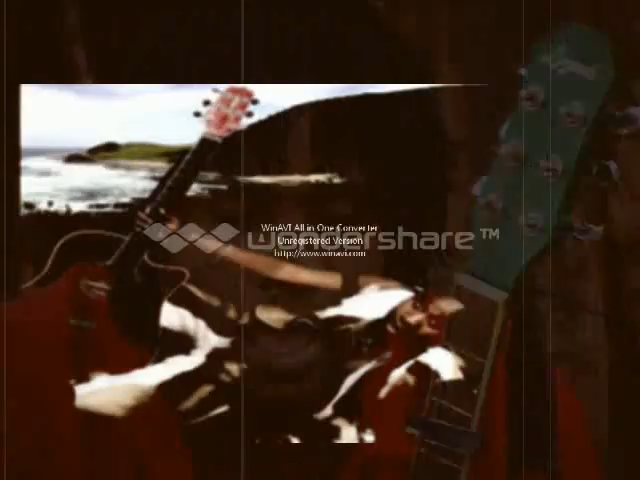 WinAVI All in One Converter
Unregistered Version
wondershare™
http://www.winavi.com